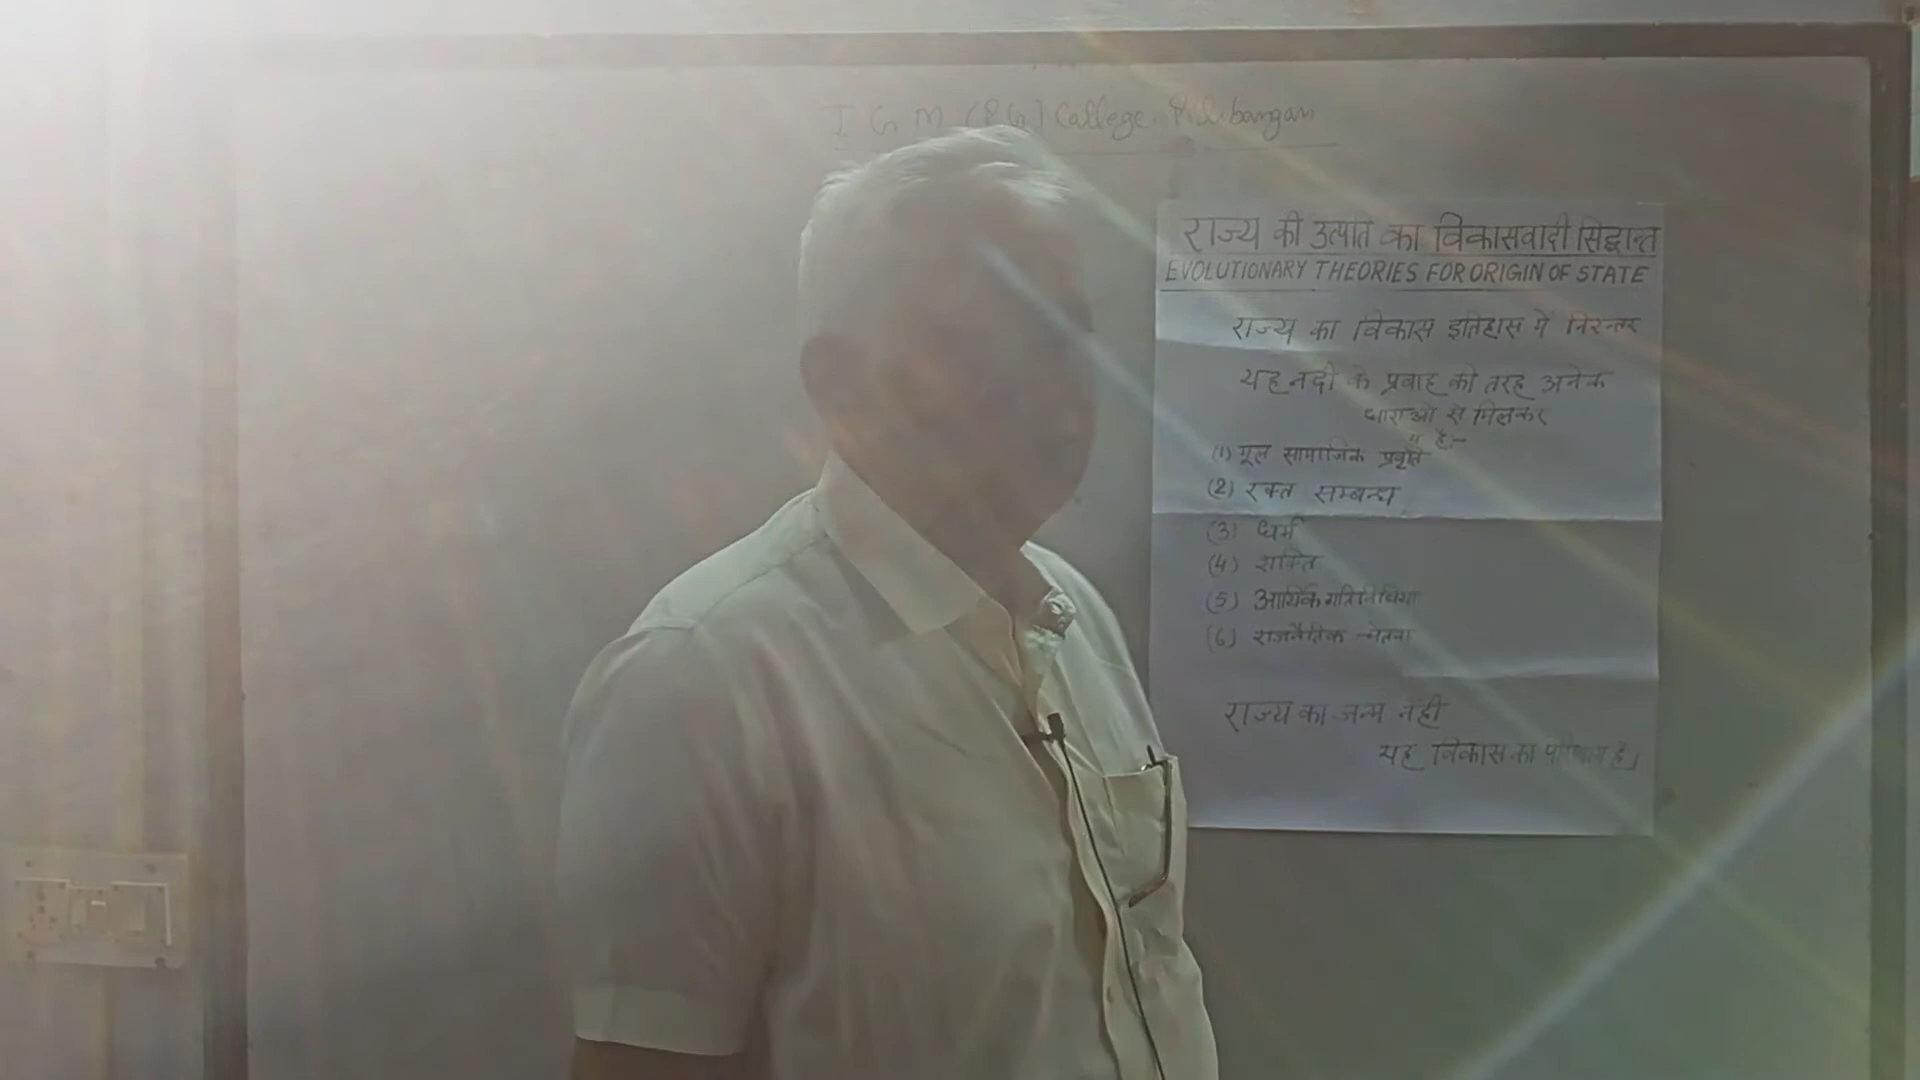 I G M (PG) College Pilibangan
राज्य की उत्पति का विकासवादी सिद्धान्त
EVOLUTIONARY THEORIES FOR ORIGIN OF STATE
राज्य का विकास इतिहास में निरन्तर
यह नदी के प्रवाह की तरह अनेक
धाराओ से मिलकर
है:-
(1) मूल सामाजिक प्रवृति
(2) रक्त सम्बन्ध
(3) धर्म
(4) शक्ति
(5) आर्थिक गतिविधिया
(6) राजनैतिक चेतना
राज्य का जन्म नही
यह विकास का परिणाम है।